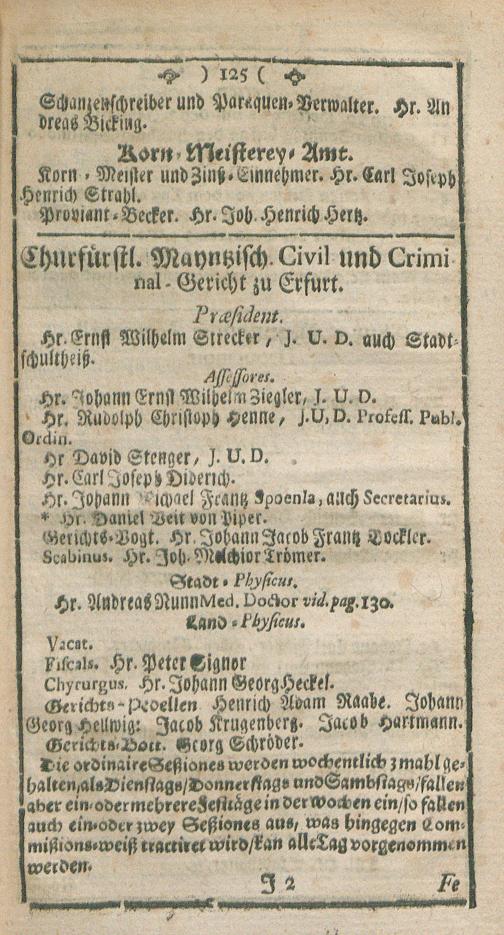 ) 125 (
Schanzenschreiber und Paraquen-Verwalter. Hr. An
dreas Bicking.
Korn-Meisterey-Amt.
Korn-Meister und Zinß-Einnehmer. Hr. Carl Joseph
Henrich Strahl.
Proviant-Becker. Hr. Joh. Henrich Hertz.
Churfürstl. Mayntzisch. Civil und Crimi-
nal-Gericht zu Erfurt.
Præsident.
Hr. Ernst Wilhelm Strecker, J. U. D. auch Stadt-
schultheiß.
Assessores.
Hr. Johann Ernst Wilhelm Ziegler, J. U. D.
Hr. Rudolph Christoph Henne, J. U. D. Profess. Publ.
Ordin.
Hr David Stenger, J. U. D.
Hr. Carl Joseph Diderich.
Hr. Johann Michael Frantz Spoenla, auch Secretarius.
* Hr. Daniel Veit von Piper.
Gerichts-Vogt. Hr. Johann Jacob Frantz Dockler.
Scabinus. Hr. Joh. Melchior Trömer.
Stadt-Physicus.
Hr. Andreas Nunn Med. Doctor vid. pag. 130.
Land-Physicus.
Vacat.
Fiscals. Hr. Peter Signor
Chyrurgus. Hr. Johann Georg Heckel.
Gerichts-Pedellen Henrich Adam Raabe. Johann
Georg Hellwig: Jacob Krugenberg. Jacob Hartmann.
Gerichts-Bott. Georg Schröder.
Die ordinaire Seßiones werden wochentlich 3 mahl ge-
halten, als Dienstags/Donnerstags und Sambstags/fallen
aber ein-oder mehrere Festtäge in der Wochen ein/so fallen
auch ein-oder zwey Seßiones aus, was hingegen Com-
mißions-weiß tractiret wird/kan alle Tag vorgenommen
werden.
J 2 Fe